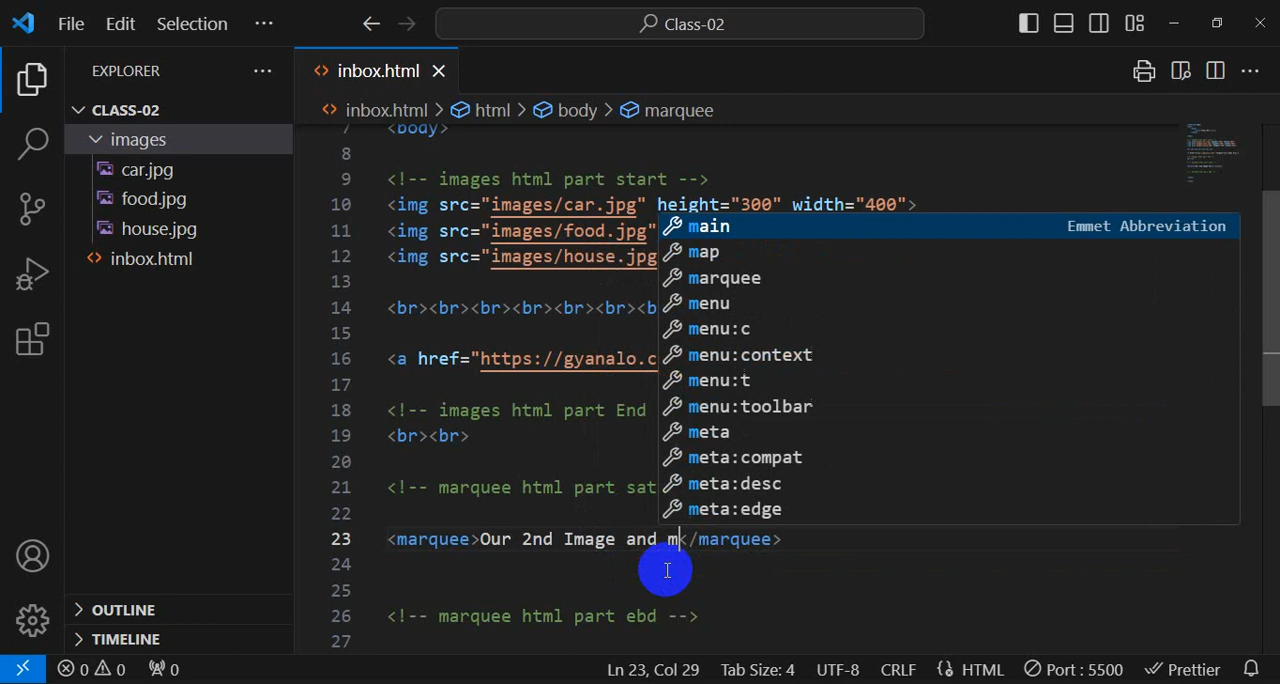 File Edit Selection ··· Class-02
EXPLORER ···
CLASS-02
images
car.jpg
food.jpg
house.jpg
inbox.html
OUTLINE
TIMELINE
inbox.html
inbox.html > html > body > marquee
7 <body>
8
9 <!-- images html part start -->
10 <img src="images/car.jpg" height="300" width="400">
11 <img src="images/food.jpg"
12 <img src="images/house.jpg
13
14 <br><br><br><br><br><br><b
15
16 <a href="https://gyanalo.c
17
18 <!-- images html part End
19 <br><br>
20
21 <!-- marquee html part sat
22
23 <marquee>Our 2nd Image and m</marquee>
24
25
26 <!-- marquee html part ebd -->
27
main Emmet Abbreviation
map
marquee
menu
menu:c
menu:context
menu:t
menu:toolbar
meta
meta:compat
meta:desc
meta:edge
0 0 0 Ln 23, Col 29 Tab Size: 4 UTF-8 CRLF HTML Port : 5500 Prettier